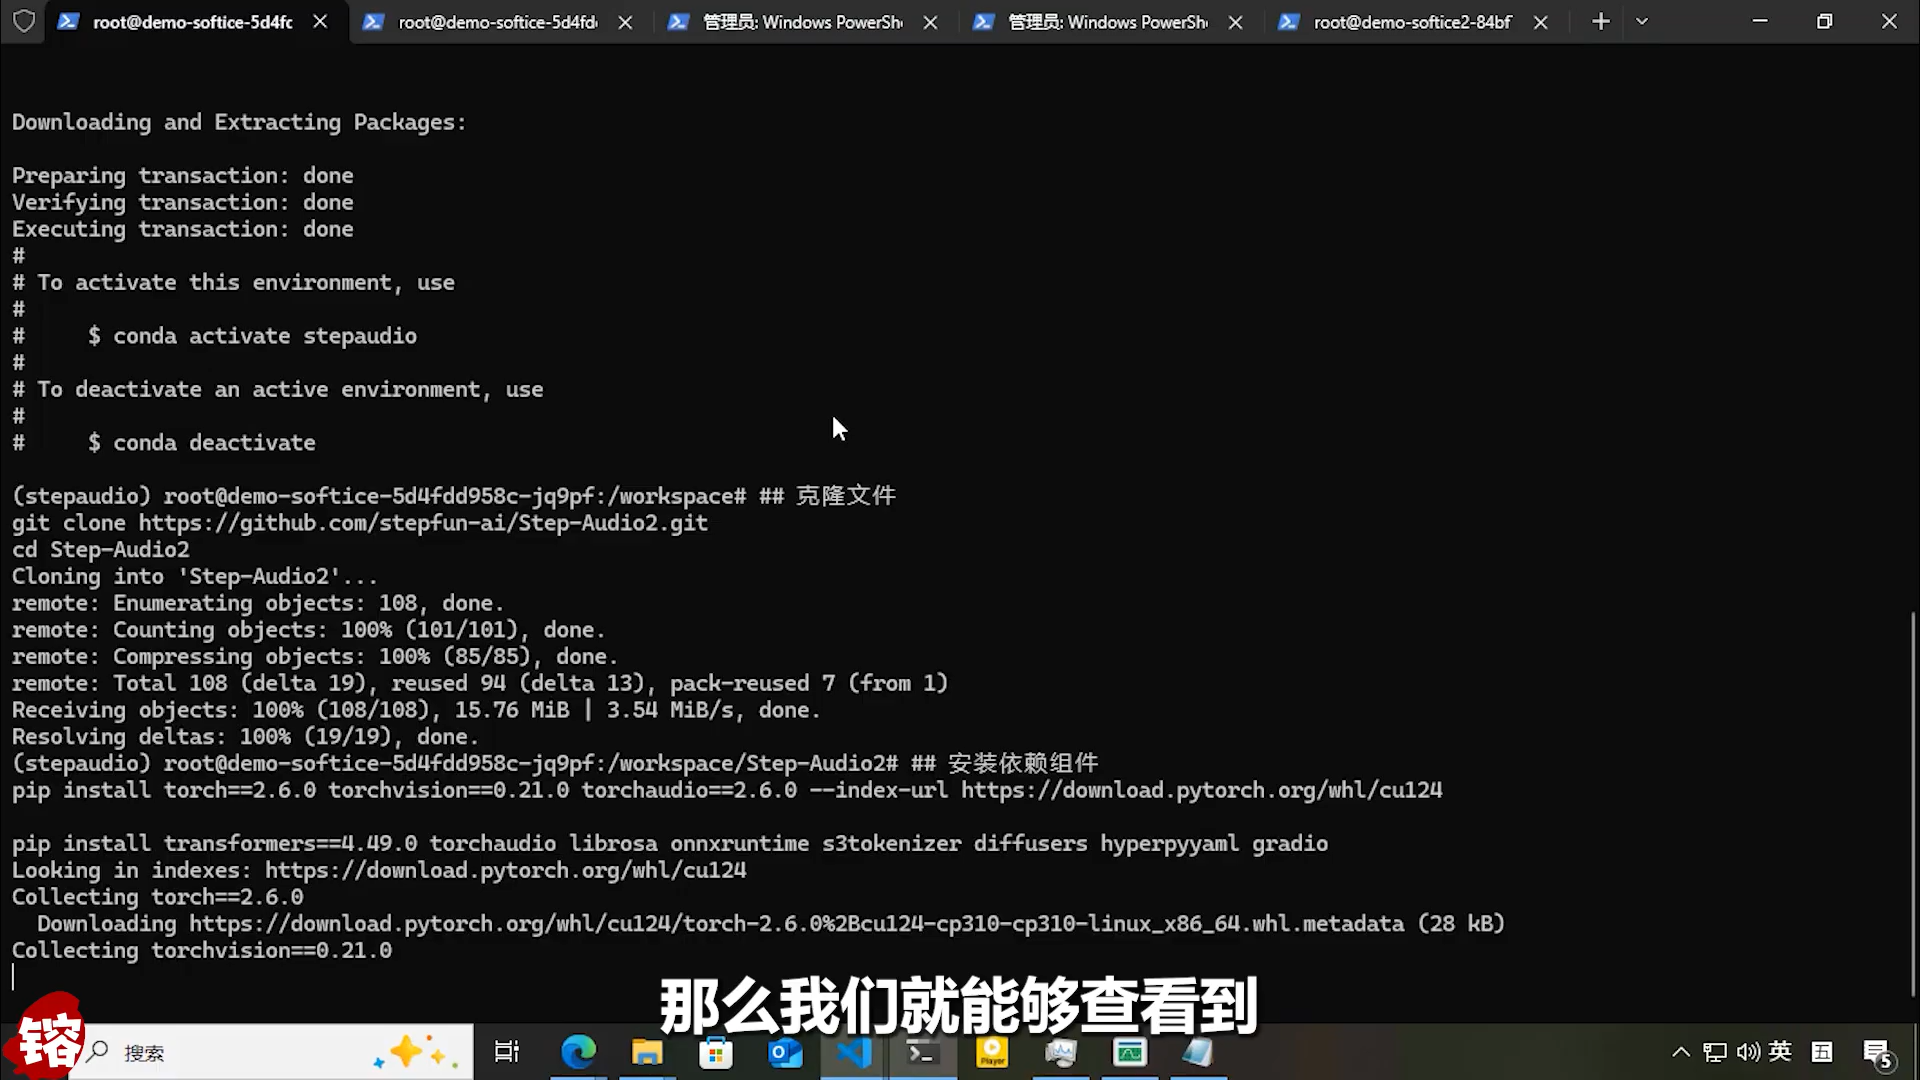 root@demo-softice-5d4fc
root@demo-softice-5d4fd
管理员: Windows PowerShe
管理员: Windows PowerShe
root@demo-softice2-84bf
Downloading and Extracting Packages:
Preparing transaction: done
Verifying transaction: done
Executing transaction: done
#
# To activate this environment, use
#
#     $ conda activate stepaudio
#
# To deactivate an active environment, use
#
#     $ conda deactivate
(stepaudio) root@demo-softice-5d4fdd958c-jq9pf:/workspace# ## 克隆文件
git clone https://github.com/stepfun-ai/Step-Audio2.git
cd Step-Audio2
Cloning into 'Step-Audio2'...
remote: Enumerating objects: 108, done.
remote: Counting objects: 100% (101/101), done.
remote: Compressing objects: 100% (85/85), done.
remote: Total 108 (delta 19), reused 94 (delta 13), pack-reused 7 (from 1)
Receiving objects: 100% (108/108), 15.76 MiB | 3.54 MiB/s, done.
Resolving deltas: 100% (19/19), done.
(stepaudio) root@demo-softice-5d4fdd958c-jq9pf:/workspace/Step-Audio2# ## 安装依赖组件
pip install torch==2.6.0 torchvision==0.21.0 torchaudio==2.6.0 --index-url https://download.pytorch.org/whl/cu124
pip install transformers==4.49.0 torchaudio librosa onnxruntime s3tokenizer diffusers hyperpyyaml gradio
Looking in indexes: https://download.pytorch.org/whl/cu124
Collecting torch==2.6.0
  Downloading https://download.pytorch.org/whl/cu124/torch-2.6.0%2Bcu124-cp310-cp310-linux_x86_64.whl.metadata (28 kB)
Collecting torchvision==0.21.0
那么我们就能够查看到
镕
搜索
Player
英
五
5